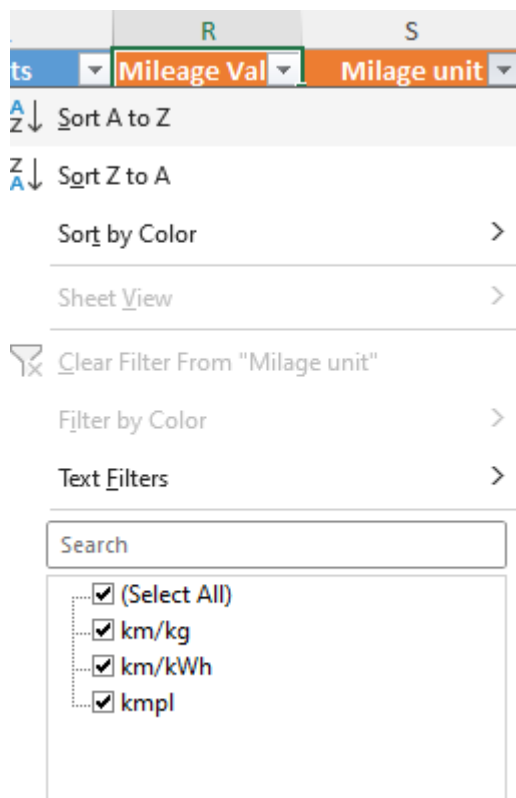 R S
ts Mileage Val Milage unit
Sort A to Z
Sort Z to A
Sort by Color
Sheet View
Clear Filter From "Milage unit"
Filter by Color
Text Filters
Search
(Select All)
km/kg
km/kWh
kmpl